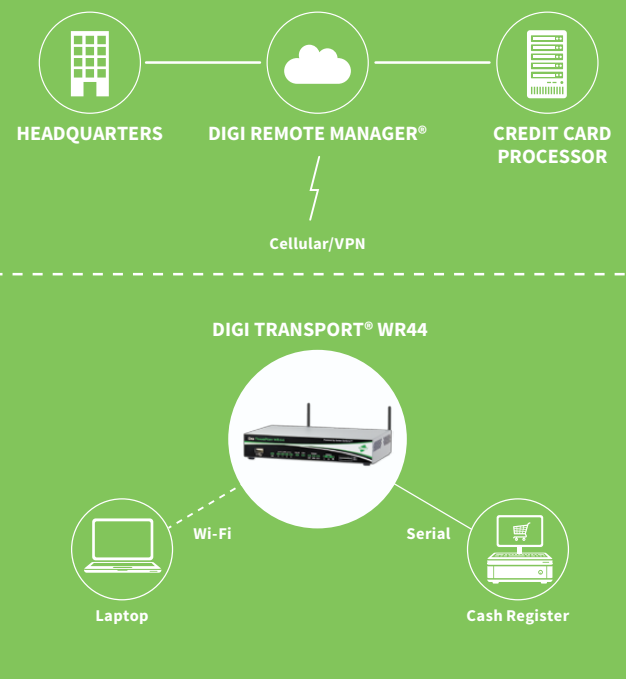 HEADQUARTERS
DIGI REMOTE MANAGER®
CREDIT CARD
PROCESSOR
Cellular/VPN
DIGI TRANSPORT® WR44
Wi-Fi
Serial
Laptop
Cash Register